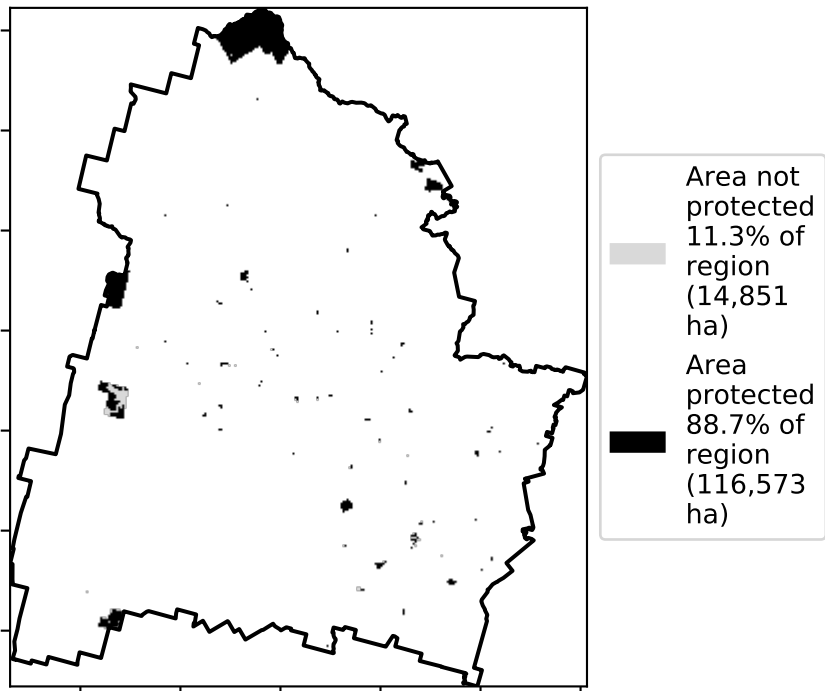 Area not
protected
11.3% of
region
(14,851
ha)
Area
protected
88.7% of
region
(116,573
ha)